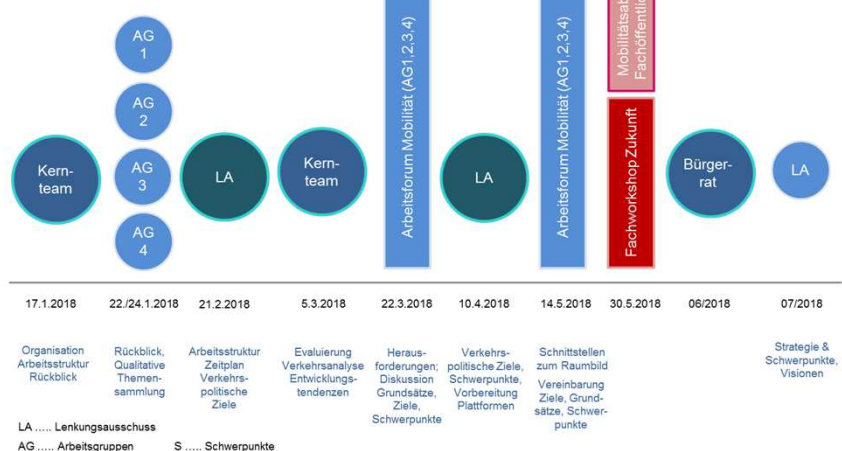 AG
1
AG
2
AG
3
AG
4
Kern-
team
LA
Kern-
team
Arbeitsforum Mobilität (AG1,2,3,4)
LA
Arbeitsforum Mobilität (AG1,2,3,4)
Fachworkshop Zukunft
Bürger-
rat
LA
17.1.2018
22./24.1.2018
21.2.2018
5.3.2018
22.3.2018
10.4.2018
14.5.2018
30.5.2018
06/2018
07/2018
Organisation
Arbeitsstruktur
Rückblick
Rückblick,
Qualitative
Themen-
sammlung
Arbeitsstruktur
Zeitplan
Verkehrs-
politische
Ziele
Evaluierung
Verkehrsanalyse
Entwicklungs-
tendenzen
Heraus-
forderungen;
Diskussion
Grundsätze,
Ziele,
Schwerpunkte
Verkehrs-
politische Ziele,
Schwerpunkte,
Vorbereitung
Plattformen
Schnittstellen
zum Raumbild
Vereinbarung
Ziele, Grund-
sätze, Schwer-
punkte
Strategie &
Schwerpunkte,
Visionen
LA ..... Lenkungsausschuss
AG ..... Arbeitsgruppen S ..... Schwerpunkte